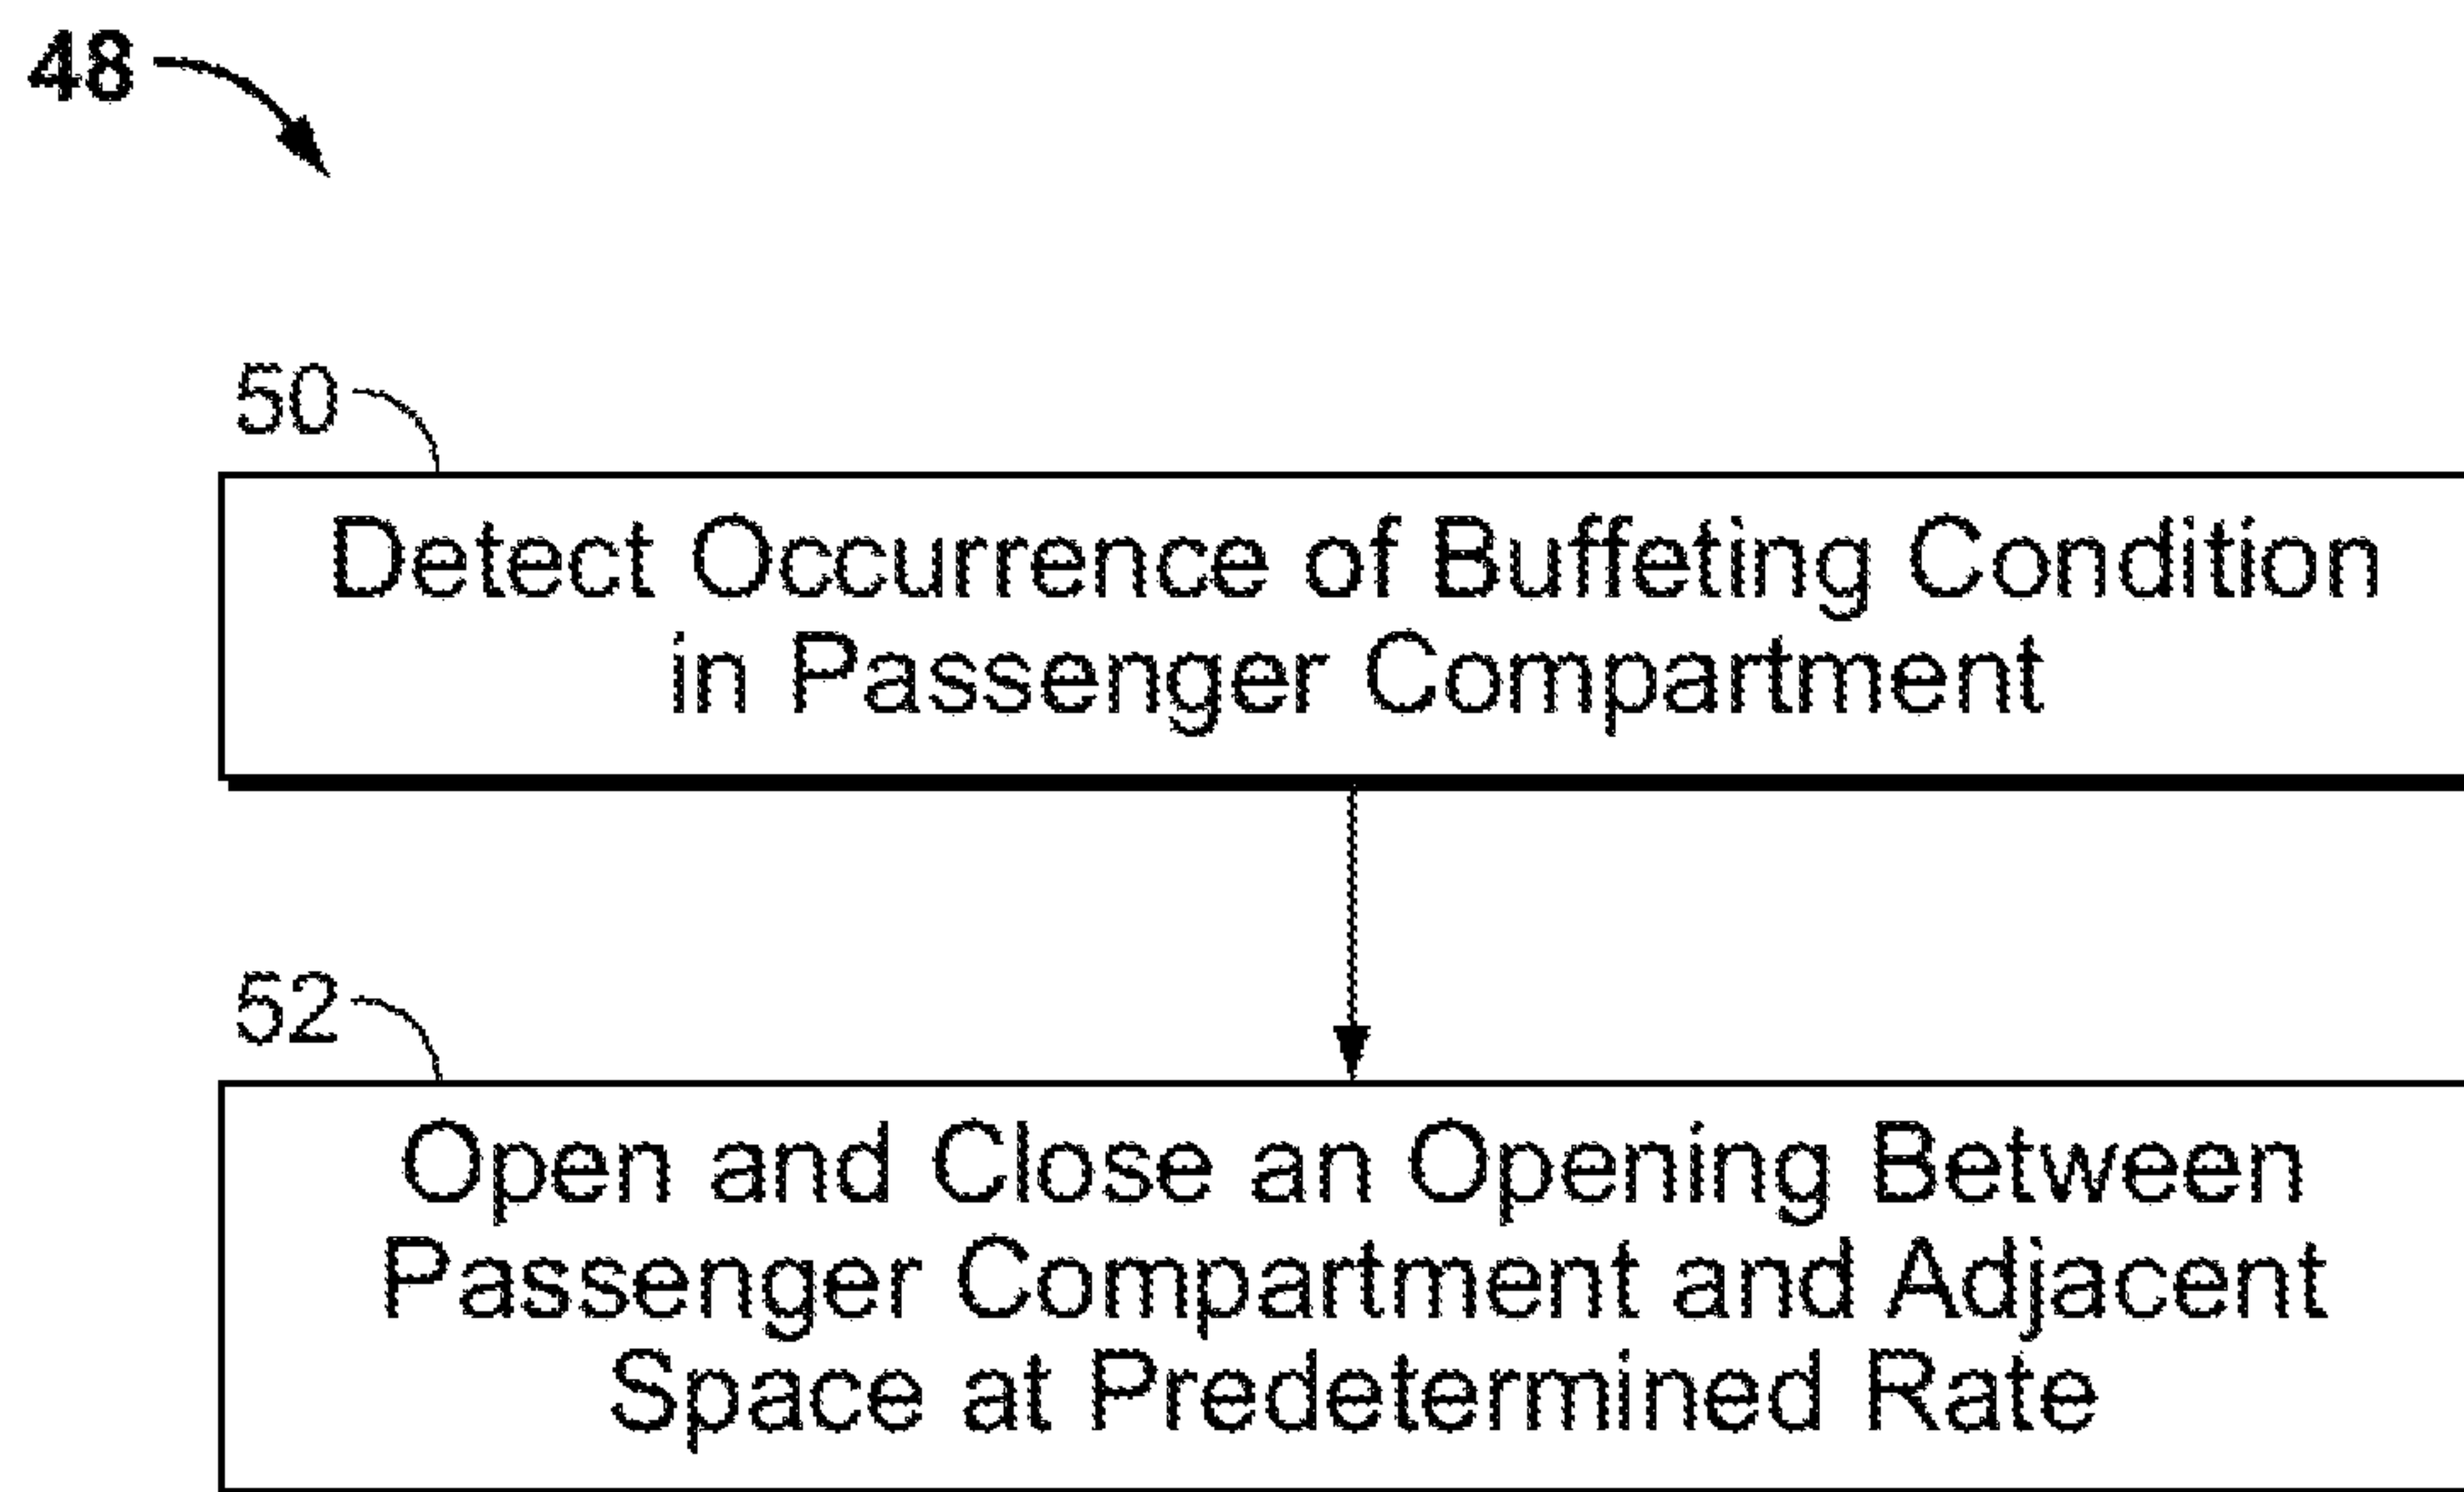 48
50
Detect Occurrence of Buffeting Condition
in Passenger Compartment
52
Open and Close an Opening Between
Passenger Compartment and Adjacent
Space at Predetermined Rate